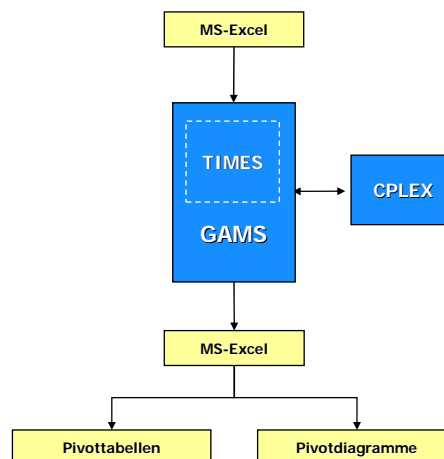 MS-Excel
TIMES
CPLEX
GAMS
MS-Excel
Pivottabellen
Pivotdiagramme